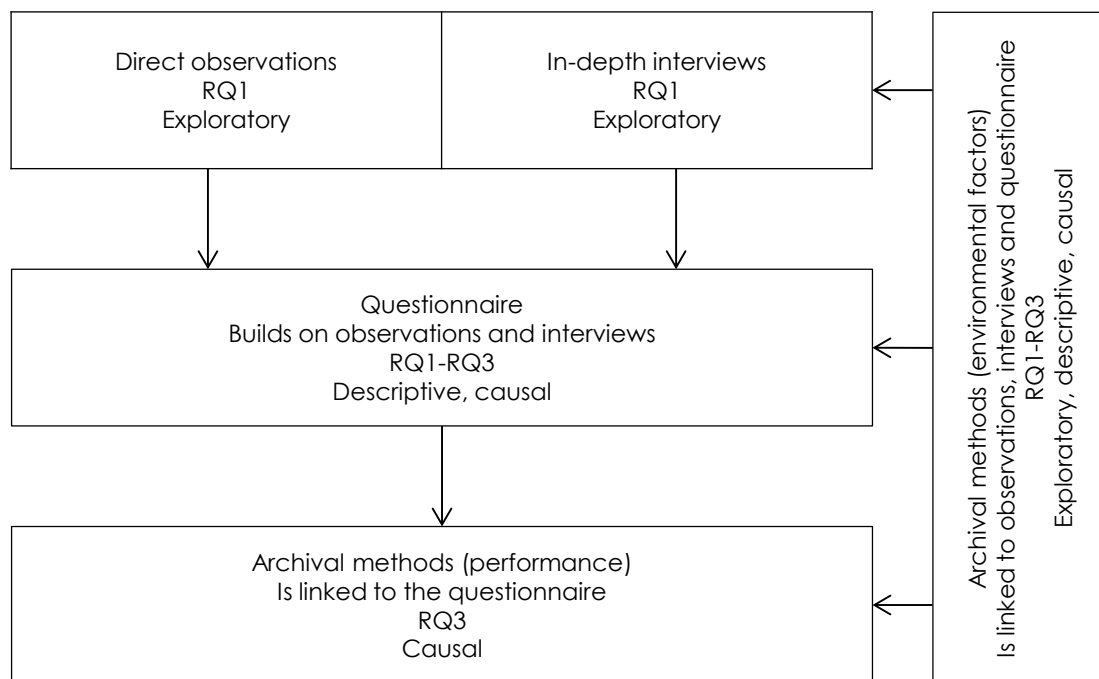 Direct observations
RQ1
Exploratory
In-depth interviews
RQ1
Exploratory
Questionnaire
Builds on observations and interviews
RQ1-RQ3
Descriptive, causal
Archival methods (performance)
Is linked to the questionnaire
RQ3
Causal
Archival methods (environmental factors)
Is linked to observations, interviews and questionnaire
RQ1-RQ3
Exploratory, descriptive, causal